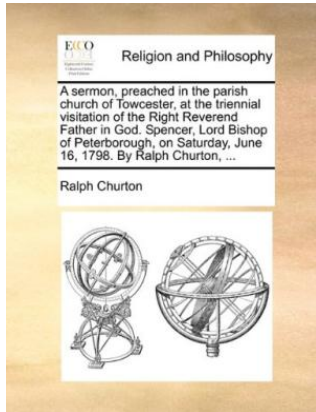 ECCO
Religion and Philosophy
A sermon, preached in the parish
church of Towcester, at the triennial
visitation of the Right Reverend
Father in God. Spencer, Lord Bishop
of Peterborough, on Saturday, June
16, 1798. By Ralph Churton, ...
Ralph Churton